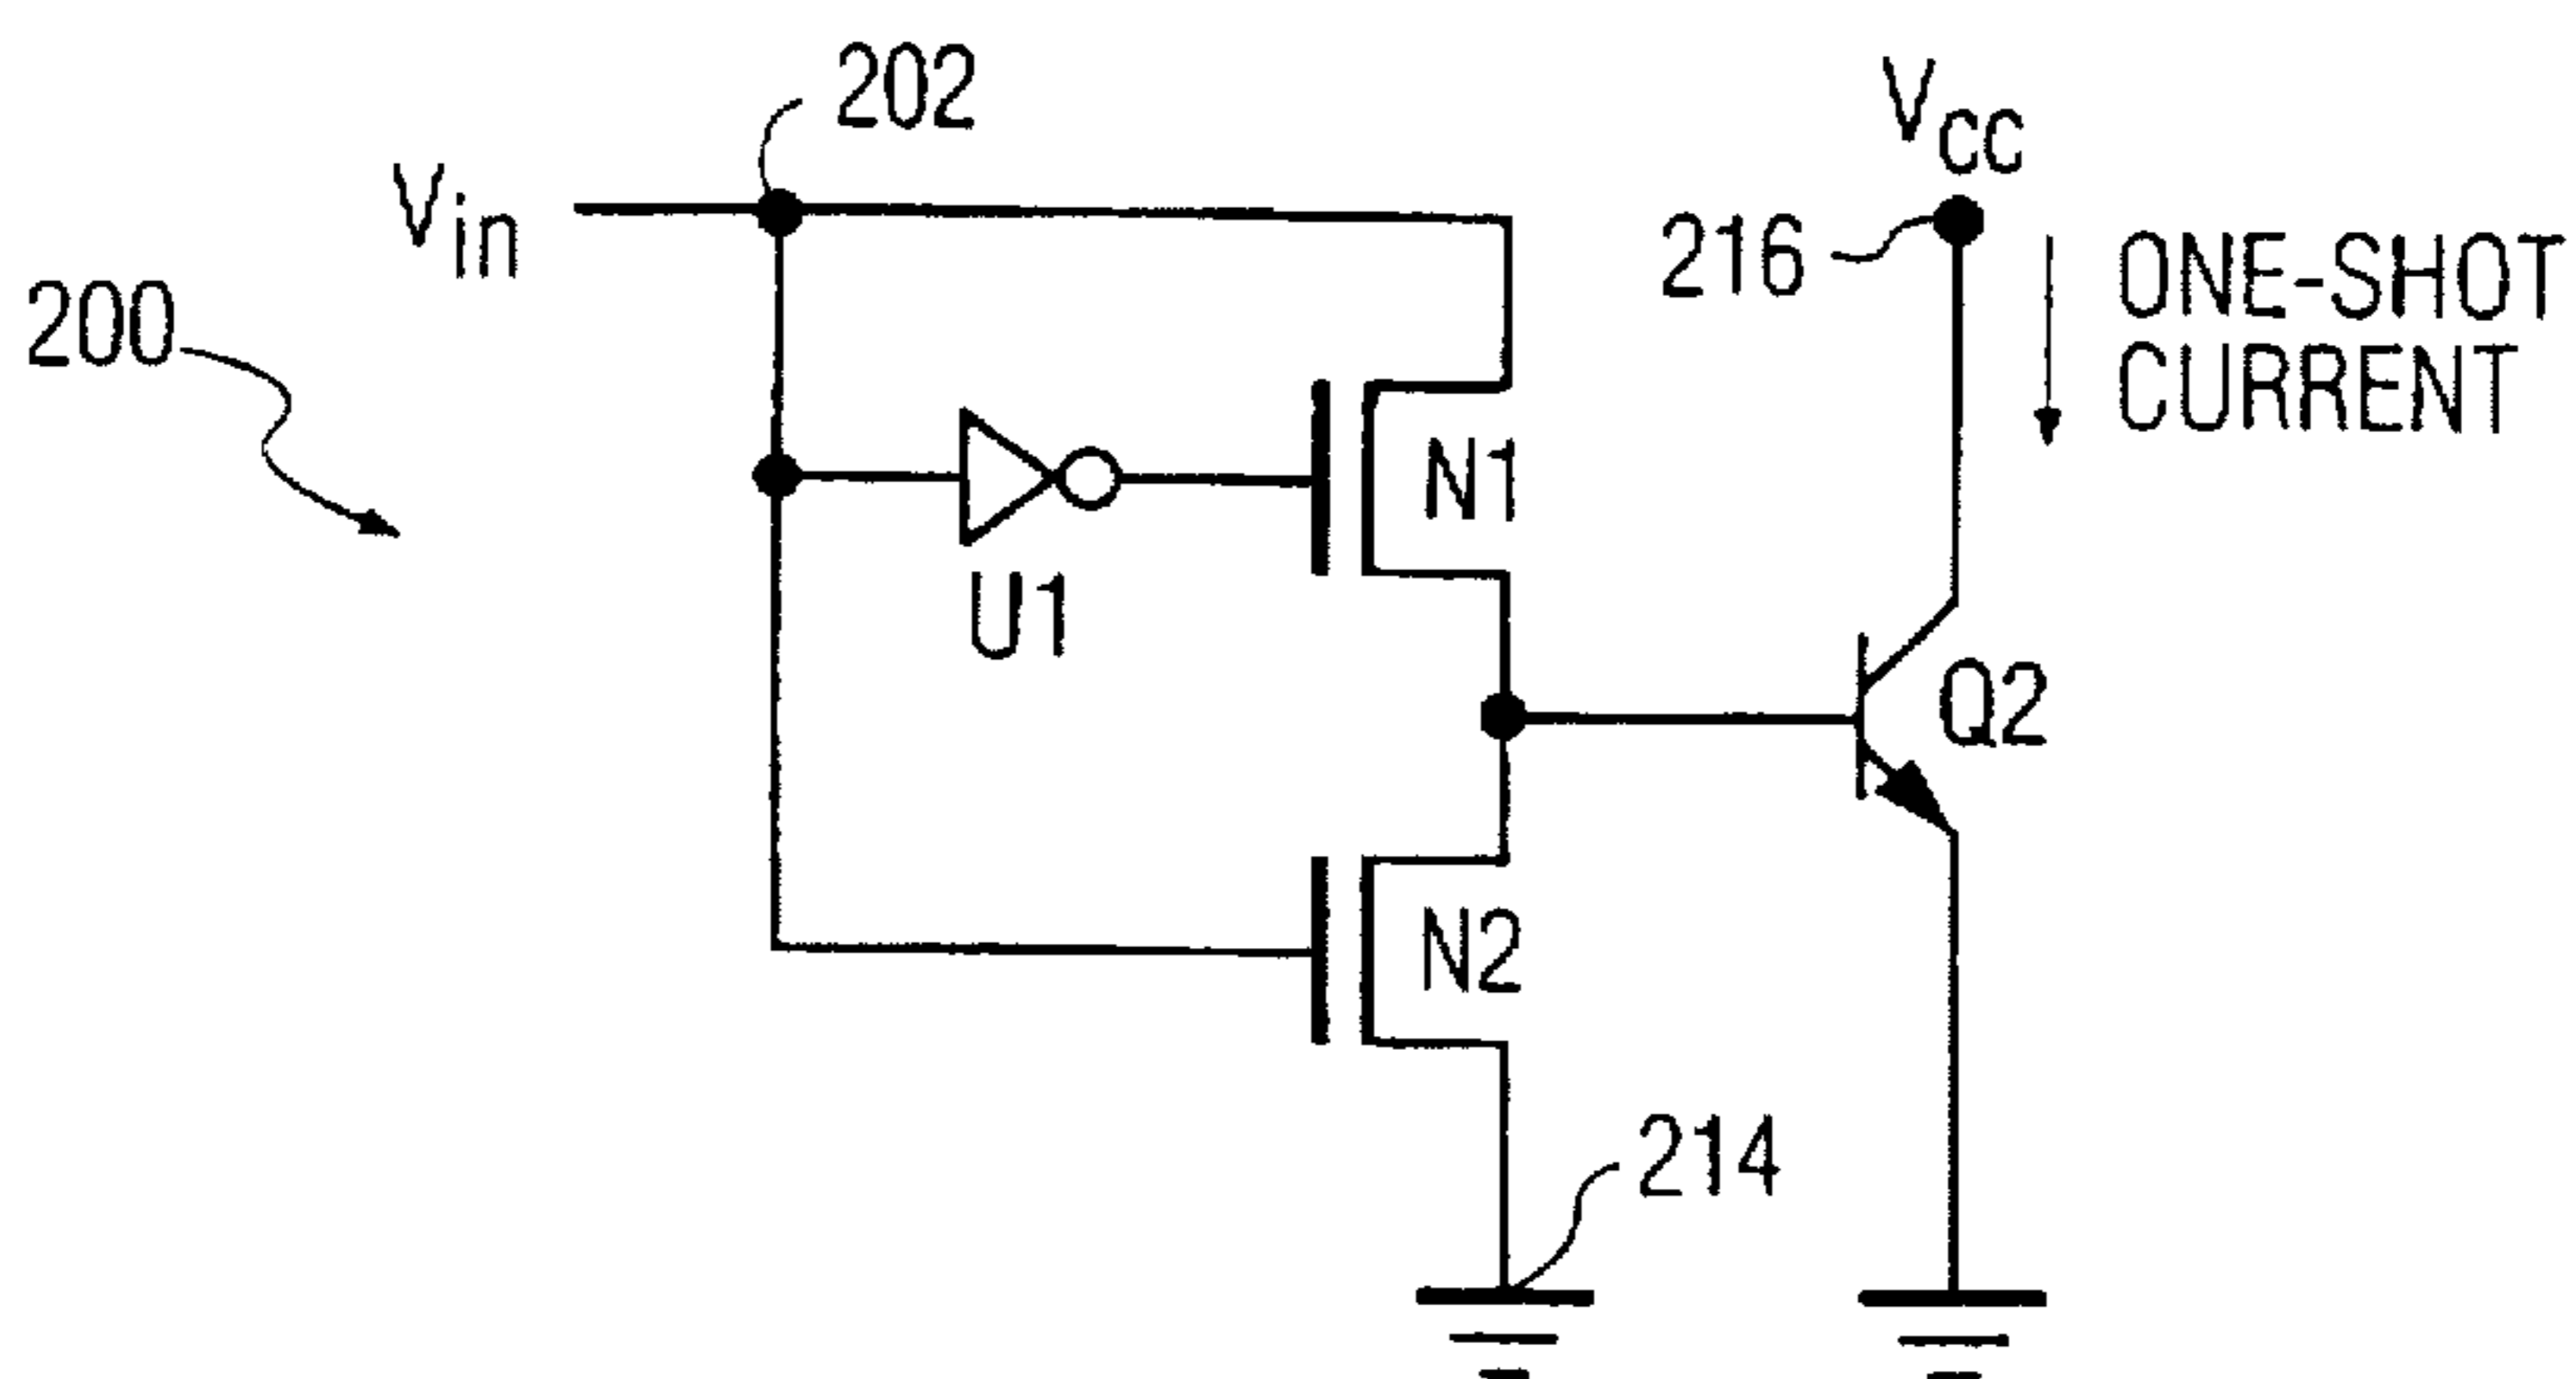 202
Vin
200
VCC
216
ONE-SHOT
CURRENT
N1
U1
Q2
N2
214